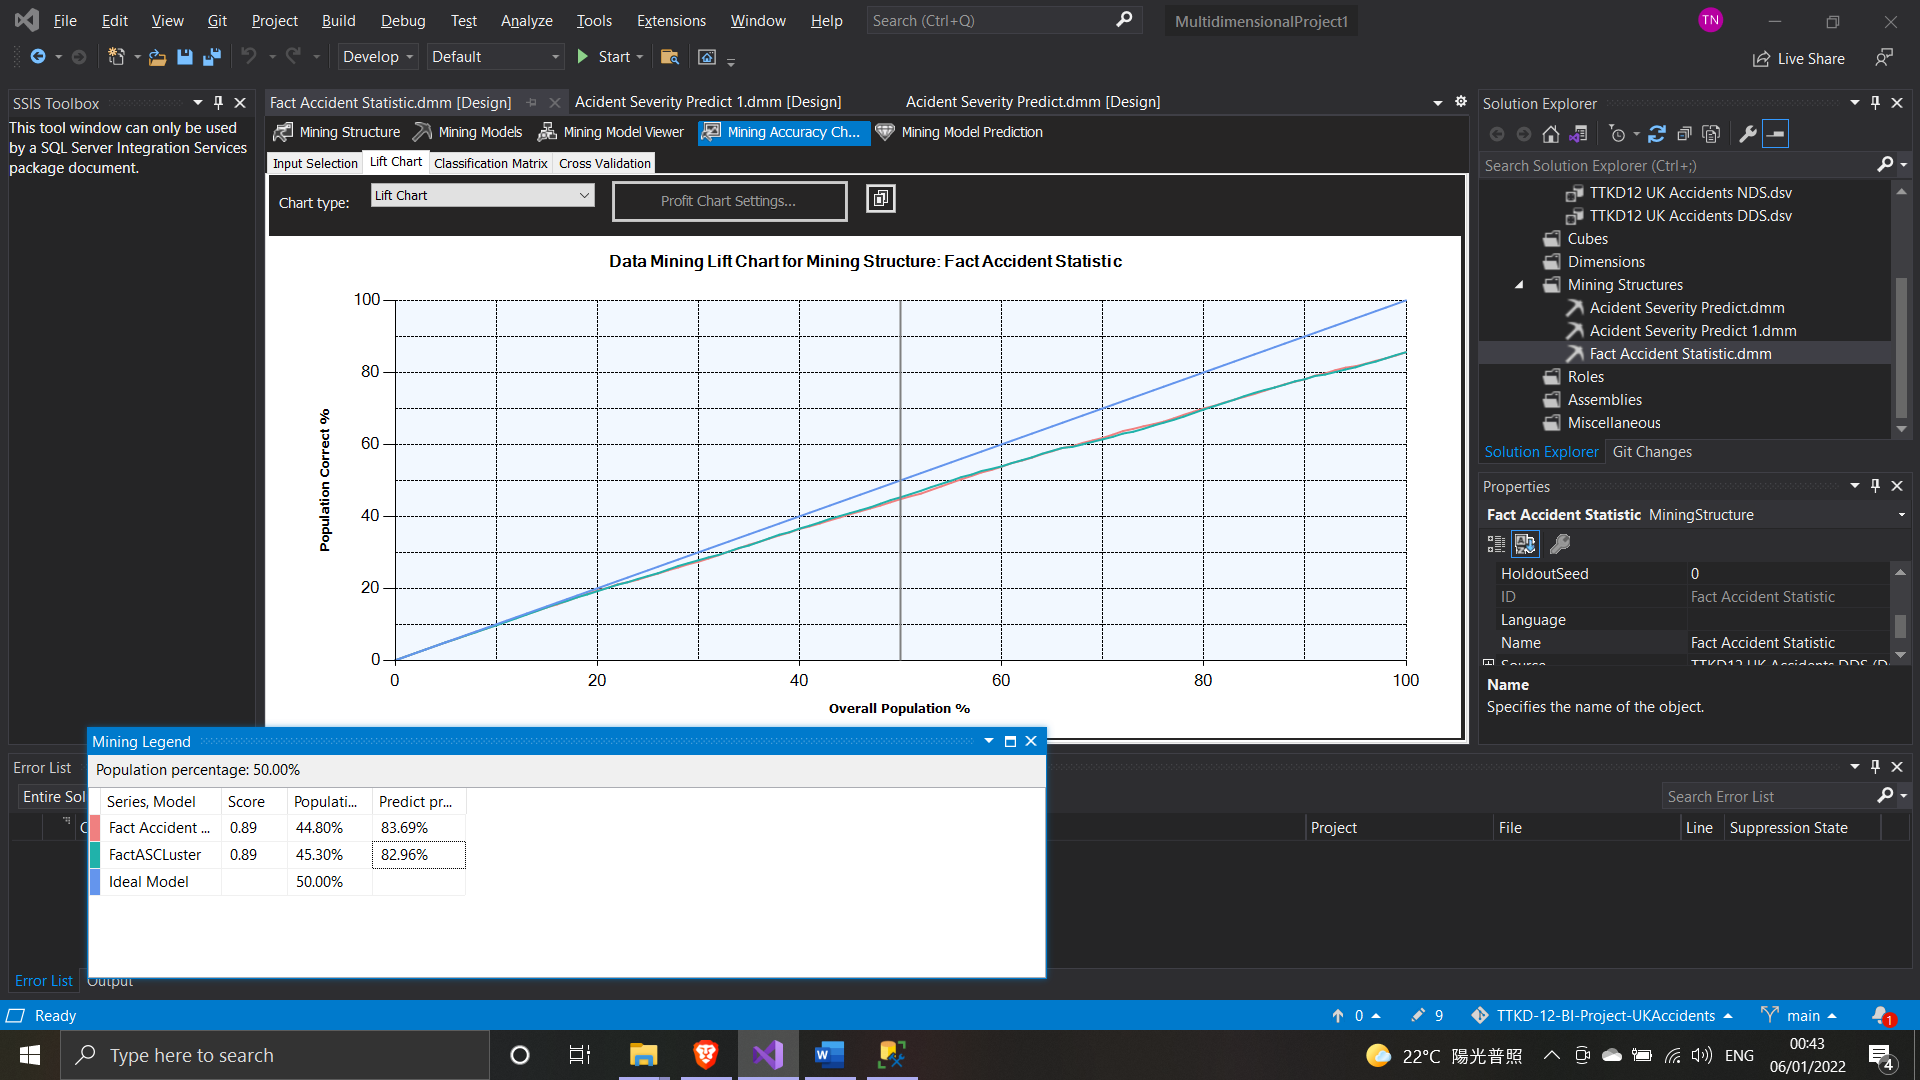 File Edit View Git Project Build Debug Test Analyze Tools Extensions Window Help Search (Ctrl+Q) MultidimensionalProject1 TN
Develop Default Start Live Share
SSIS Toolbox
This tool window can only be used
by a SQL Server Integration Services
package document.
Fact Accident Statistic.dmm [Design] Acident Severity Predict 1.dmm [Design] Acident Severity Predict.dmm [Design]
Mining Structure Mining Models Mining Model Viewer Mining Accuracy Ch... Mining Model Prediction
Input Selection Lift Chart Classification Matrix Cross Validation
Chart type: Lift Chart Profit Chart Settings...
Data Mining Lift Chart for Mining Structure: Fact Accident Statistic
100
80
60
40
20
0
Population Correct %
0 20 40 60 80 100
Overall Population %
Solution Explorer
Search Solution Explorer (Ctrl+;)
TTKD12 UK Accidents NDS.dsv
TTKD12 UK Accidents DDS.dsv
Cubes
Dimensions
Mining Structures
Acident Severity Predict.dmm
Acident Severity Predict 1.dmm
Fact Accident Statistic.dmm
Roles
Assemblies
Miscellaneous
Solution Explorer Git Changes
Properties
Fact Accident Statistic MiningStructure
HoldoutSeed 0
ID Fact Accident Statistic
Language
Name Fact Accident Statistic
Source TTKD12 UK Accidents DDS (D
Name
Specifies the name of the object.
Error List
Entire Sol
Search Error List
Project File Line Suppression State
Mining Legend
Population percentage: 50.00%
Series, Model Score Populati... Predict pr...
Fact Accident ... 0.89 44.80% 83.69%
FactASCLuster 0.89 45.30% 82.96%
Ideal Model 50.00%
Error List Output
Ready 0 9 TTKD-12-BI-Project-UKAccidents main 1
Type here to search 22°C 陽光普照 ENG 00:43
06/01/2022 4